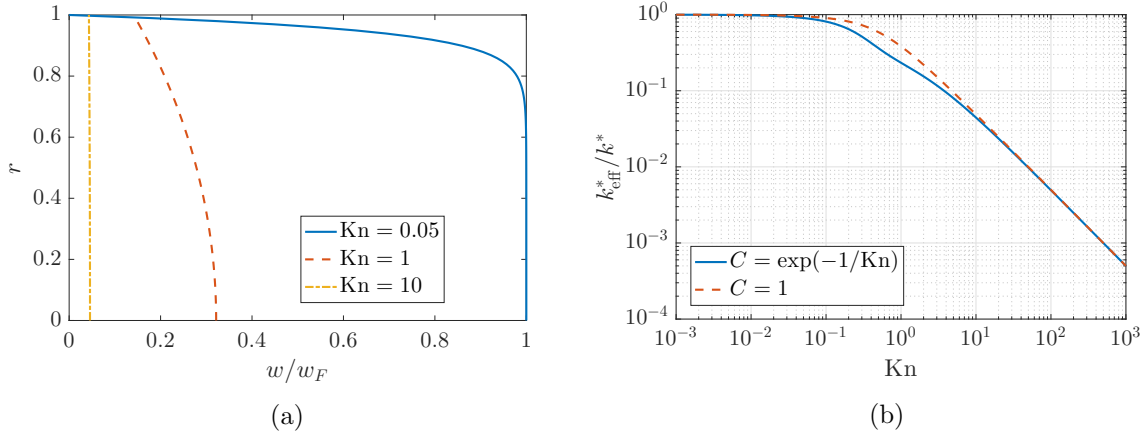 1
0.8
0.6
0.4
0.2
0
r
0
0.2
0.4
0.6
0.8
1
w/w_F
Kn = 0.05
Kn = 1
Kn = 10
(a)
10^0
10^{-1}
10^{-2}
10^{-3}
10^{-4}
k^*_{eff}/k^*
10^{-3}
10^{-2}
10^{-1}
10^0
10^1
10^2
10^3
Kn
C = exp(−1/Kn)
C = 1
(b)